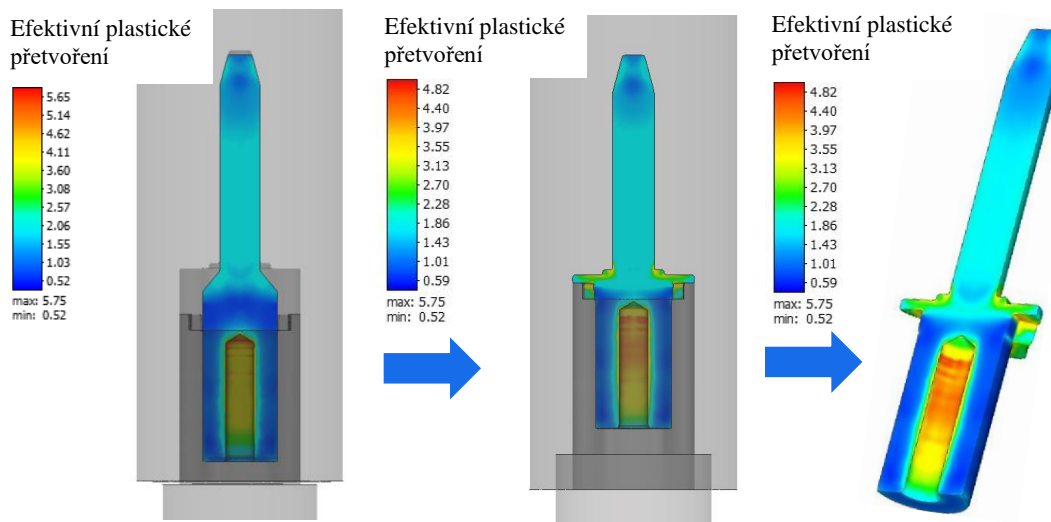 Efektivní plastické
přetvoření
5.65
5.14
4.62
4.11
3.60
3.08
2.57
2.06
1.55
1.03
0.52
max: 5.75
min: 0.52
Efektivní plastické
přetvoření
4.82
4.40
3.97
3.55
3.13
2.70
2.28
1.86
1.43
1.01
0.59
max: 5.75
min: 0.52
Efektivní plastické
přetvoření
4.82
4.40
3.97
3.55
3.13
2.70
2.28
1.86
1.43
1.01
0.59
max: 5.75
min: 0.52